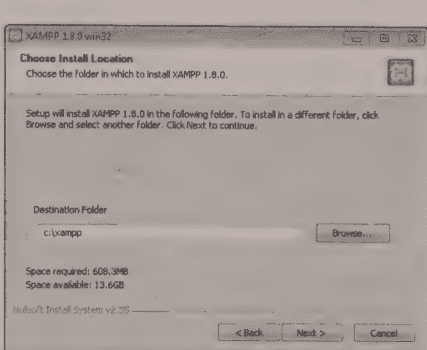 XAMPP 1.8.0 win32
Choose Install Location
Choose the folder in which to install XAMPP 1.8.0.
Setup will install XAMPP 1.8.0 in the following folder. To install in a different folder, click
Browse and select another folder. Click Next to continue.
Destination Folder
c:\xampp
Browse...
Space required: 608.3MB
Space available: 13.6GB
Nullsoft Install System v2.35
< Back
Next >
Cancel